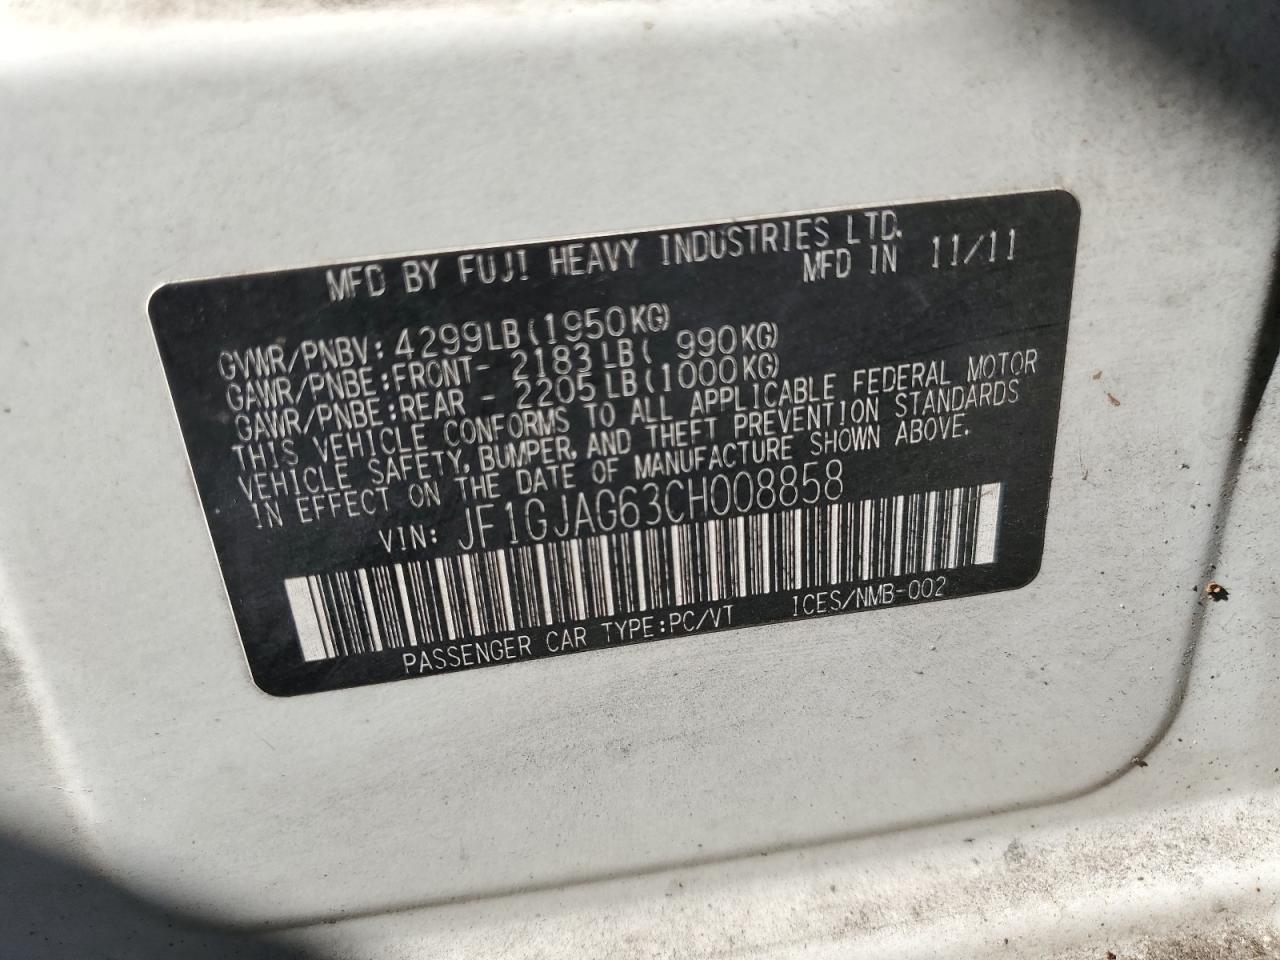 MFD BY FUJI HEAVY INDUSTRIES LTD.
MFD IN 11/11
GVWR/PNBV: 4299LB(1950KG)
GAWR/PNBE:FRONT- 2183LB( 990KG)
GAWR/PNBE:REAR - 2205LB(1000KG)
THIS VEHICLE CONFORMS TO ALL APPLICABLE FEDERAL MOTOR
VEHICLE SAFETY, BUMPER, AND THEFT PREVENTION STANDARDS
IN EFFECT ON THE DATE OF MANUFACTURE SHOWN ABOVE.
VIN: JF1GJAG63CH008858
PASSENGER CAR TYPE:PC/VT ICES/NMB-002